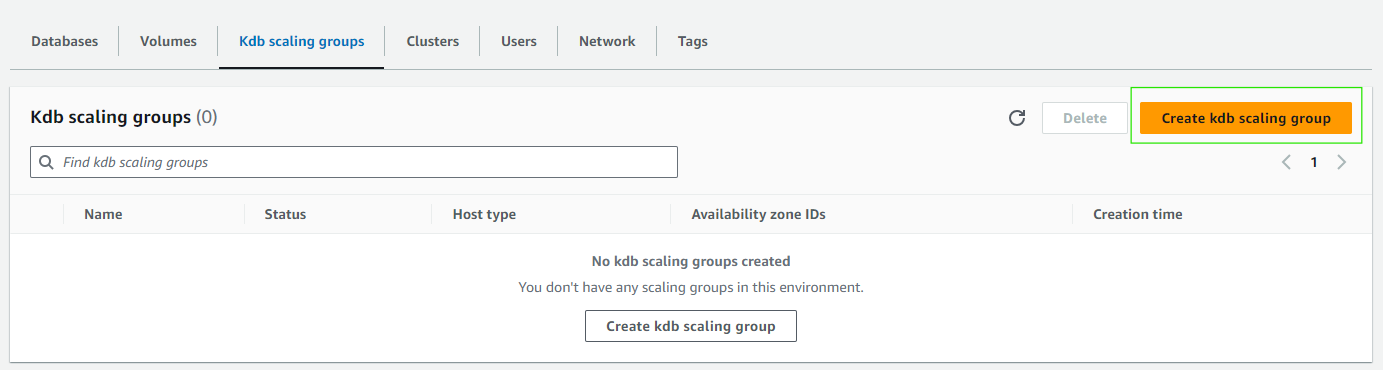 Databases Volumes Kdb scaling groups Clusters Users Network Tags
Kdb scaling groups (0) Delete Create kdb scaling group
Find kdb scaling groups 1
Name Status Host type Availability zone IDs Creation time
No kdb scaling groups created
You don't have any scaling groups in this environment.
Create kdb scaling group